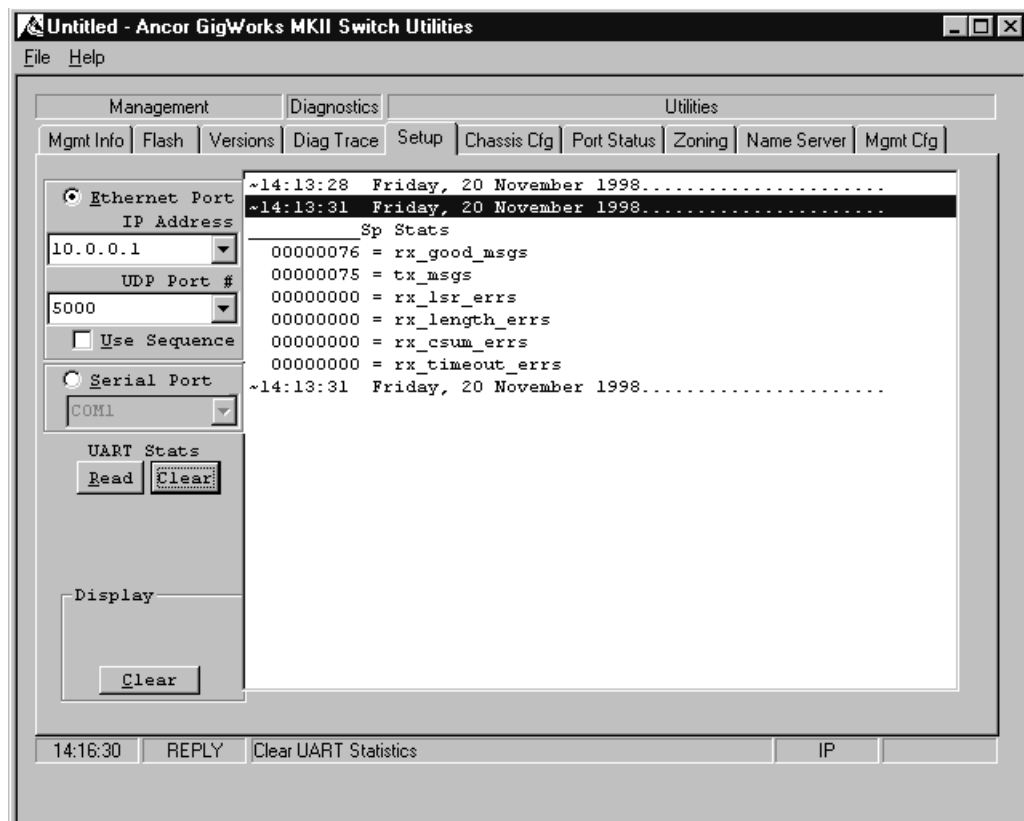 Untitled - Ancor GigWorks MKII Switch Utilities
File Help
Management Diagnostics Utilities
Mgmt Info Flash Versions Diag Trace Setup Chassis Cfg Port Status Zoning Name Server Mgmt Cfg
Ethernet Port
IP Address
10.0.0.1
UDP Port #
5000
Use Sequence
Serial Port
COM1
UART Stats
Read Clear
Display
Clear
~14:13:28 Friday, 20 November 1998......................
~14:13:31 Friday, 20 November 1998......................
__________Sp Stats
00000076 = rx_good_msgs
00000075 = tx_msgs
00000000 = rx_lsr_errs
00000000 = rx_length_errs
00000000 = rx_csum_errs
00000000 = rx_timeout_errs
~14:13:31 Friday, 20 November 1998......................
14:16:30 REPLY Clear UART Statistics IP